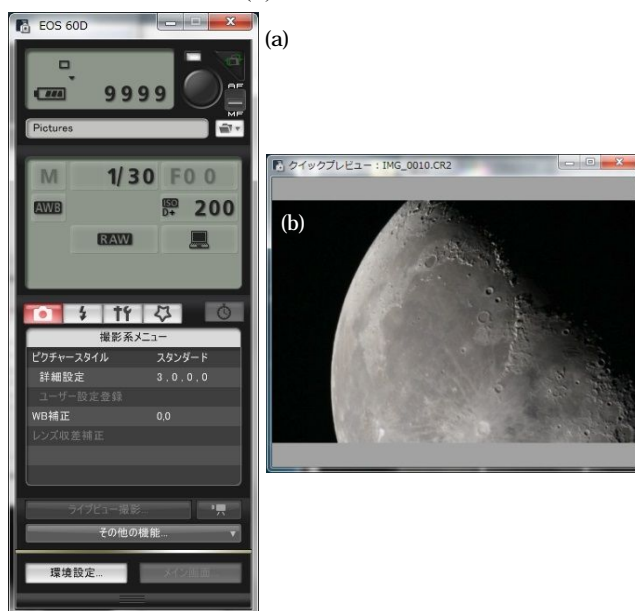 EOS 60D
(a)
9999
AF
MF
Pictures
M 1/30 F0 0
AWB ISO D+ 200
RAW
撮影系メニュー
ピクチャースタイル スタンダード
詳細設定 3,0,0,0
ユーザー設定登録
WB補正 0,0
レンズ収差補正
ライブビュー撮影...
その他の機能...
環境設定... メイン画面...
クイックプレビュー : IMG_0010.CR2
(b)